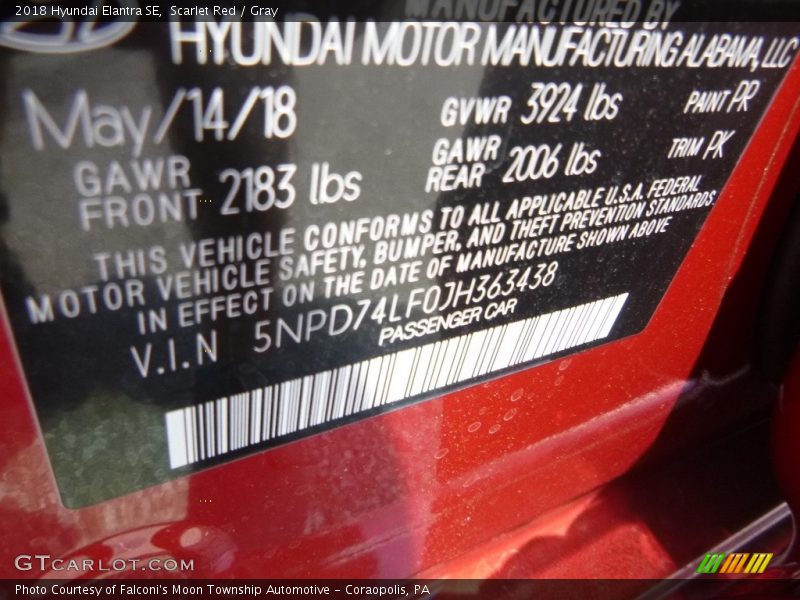 2018 Hyundai Elantra SE, Scarlet Red / Gray
MANUFACTURED BY
HYUNDAI MOTOR MANUFACTURING ALABAMA, LLC
May/14/18 GVWR 3924 lbs PAINT PR
GAWR FRONT 2183 lbs GAWR REAR 2006 lbs TRIM PK
THIS VEHICLE CONFORMS TO ALL APPLICABLE U.S.A. FEDERAL
MOTOR VEHICLE SAFETY, BUMPER, AND THEFT PREVENTION STANDARDS
IN EFFECT ON THE DATE OF MANUFACTURE SHOWN ABOVE
V.I.N 5NPD74LF0JH363438
PASSENGER CAR
GTCARLOT.COM
Photo Courtesy of Falconi's Moon Township Automotive - Coraopolis, PA